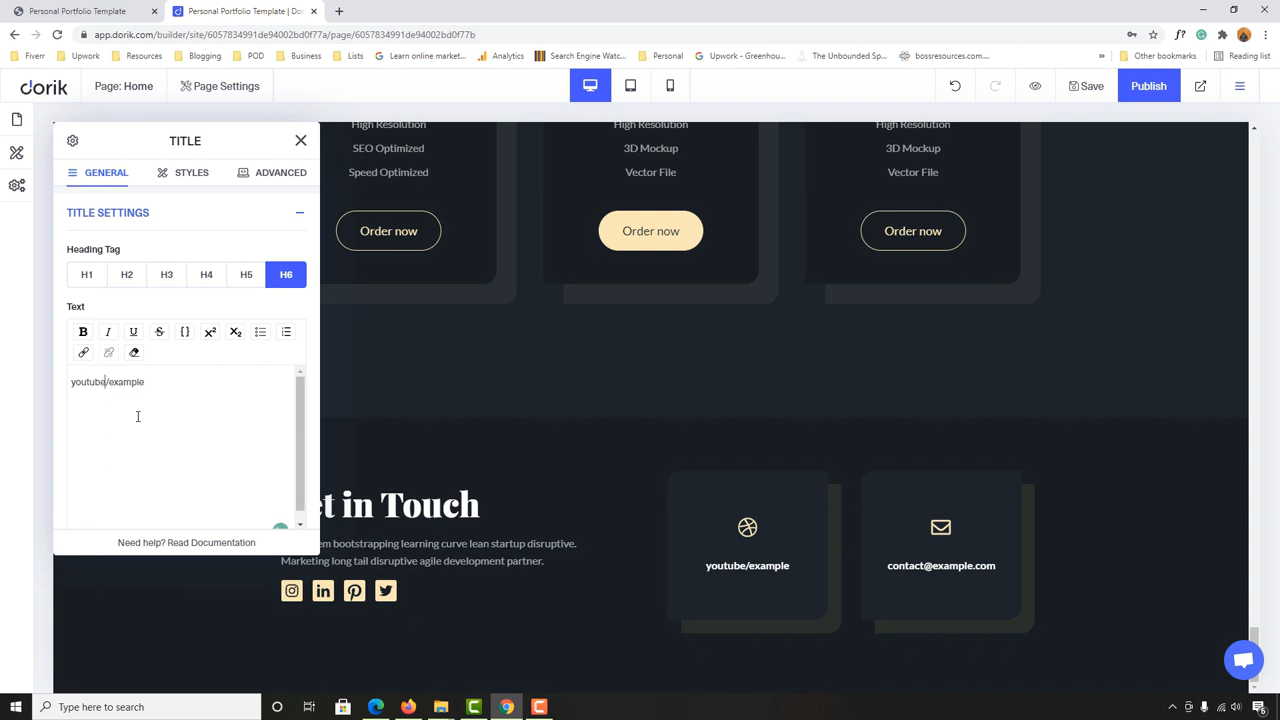 Personal Portfolio Template
Personal Portfolio Template | Dor
app.dorik.com/builder/site/6057834991de94002bd0f77a/page/6057834991de94002bd0f77b
Fiverr
Upwork
Resources
Blogging
POD
Business
Lists
Learn online market...
Analytics
Search Engine Watc...
Personal
Upwork - Greenhou...
The Unbounded Sp...
bossresources.com...
Other bookmarks
Reading list
dorik
Page: Home
Page Settings
Save
Publish
TITLE
GENERAL
STYLES
ADVANCED
TITLE SETTINGS
Heading Tag
H1 H2 H3 H4 H5 H6
Text
youtube/example
Need help? Read Documentation
High Resolution
SEO Optimized
Speed Optimized
Order now
High Resolution
3D Mockup
Vector File
Order now
High Resolution
3D Mockup
Vector File
Order now
et in Touch
em bootstrapping learning curve lean startup disruptive.
Marketing long tail disruptive agile development partner.
youtube/example
contact@example.com
Type here to search